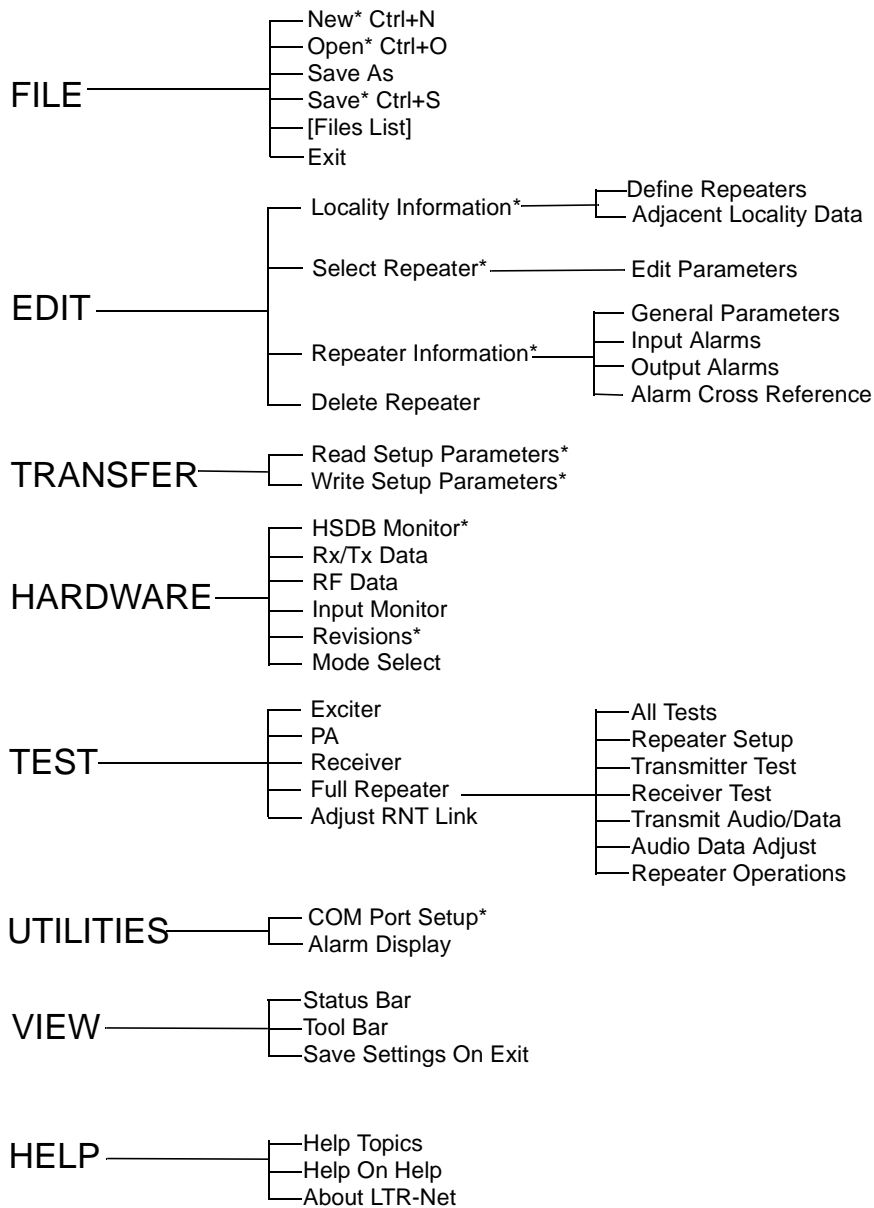 FILE
New* Ctrl+N
Open* Ctrl+O
Save As
Save* Ctrl+S
[Files List]
Exit
EDIT
Locality Information*
Define Repeaters
Adjacent Locality Data
Select Repeater*
Edit Parameters
Repeater Information*
General Parameters
Input Alarms
Output Alarms
Alarm Cross Reference
Delete Repeater
TRANSFER
Read Setup Parameters*
Write Setup Parameters*
HARDWARE
HSDB Monitor*
Rx/Tx Data
RF Data
Input Monitor
Revisions*
Mode Select
TEST
Exciter
PA
Receiver
Full Repeater
All Tests
Repeater Setup
Transmitter Test
Receiver Test
Transmit Audio/Data
Audio Data Adjust
Repeater Operations
Adjust RNT Link
UTILITIES
COM Port Setup*
Alarm Display
VIEW
Status Bar
Tool Bar
Save Settings On Exit
HELP
Help Topics
Help On Help
About LTR-Net